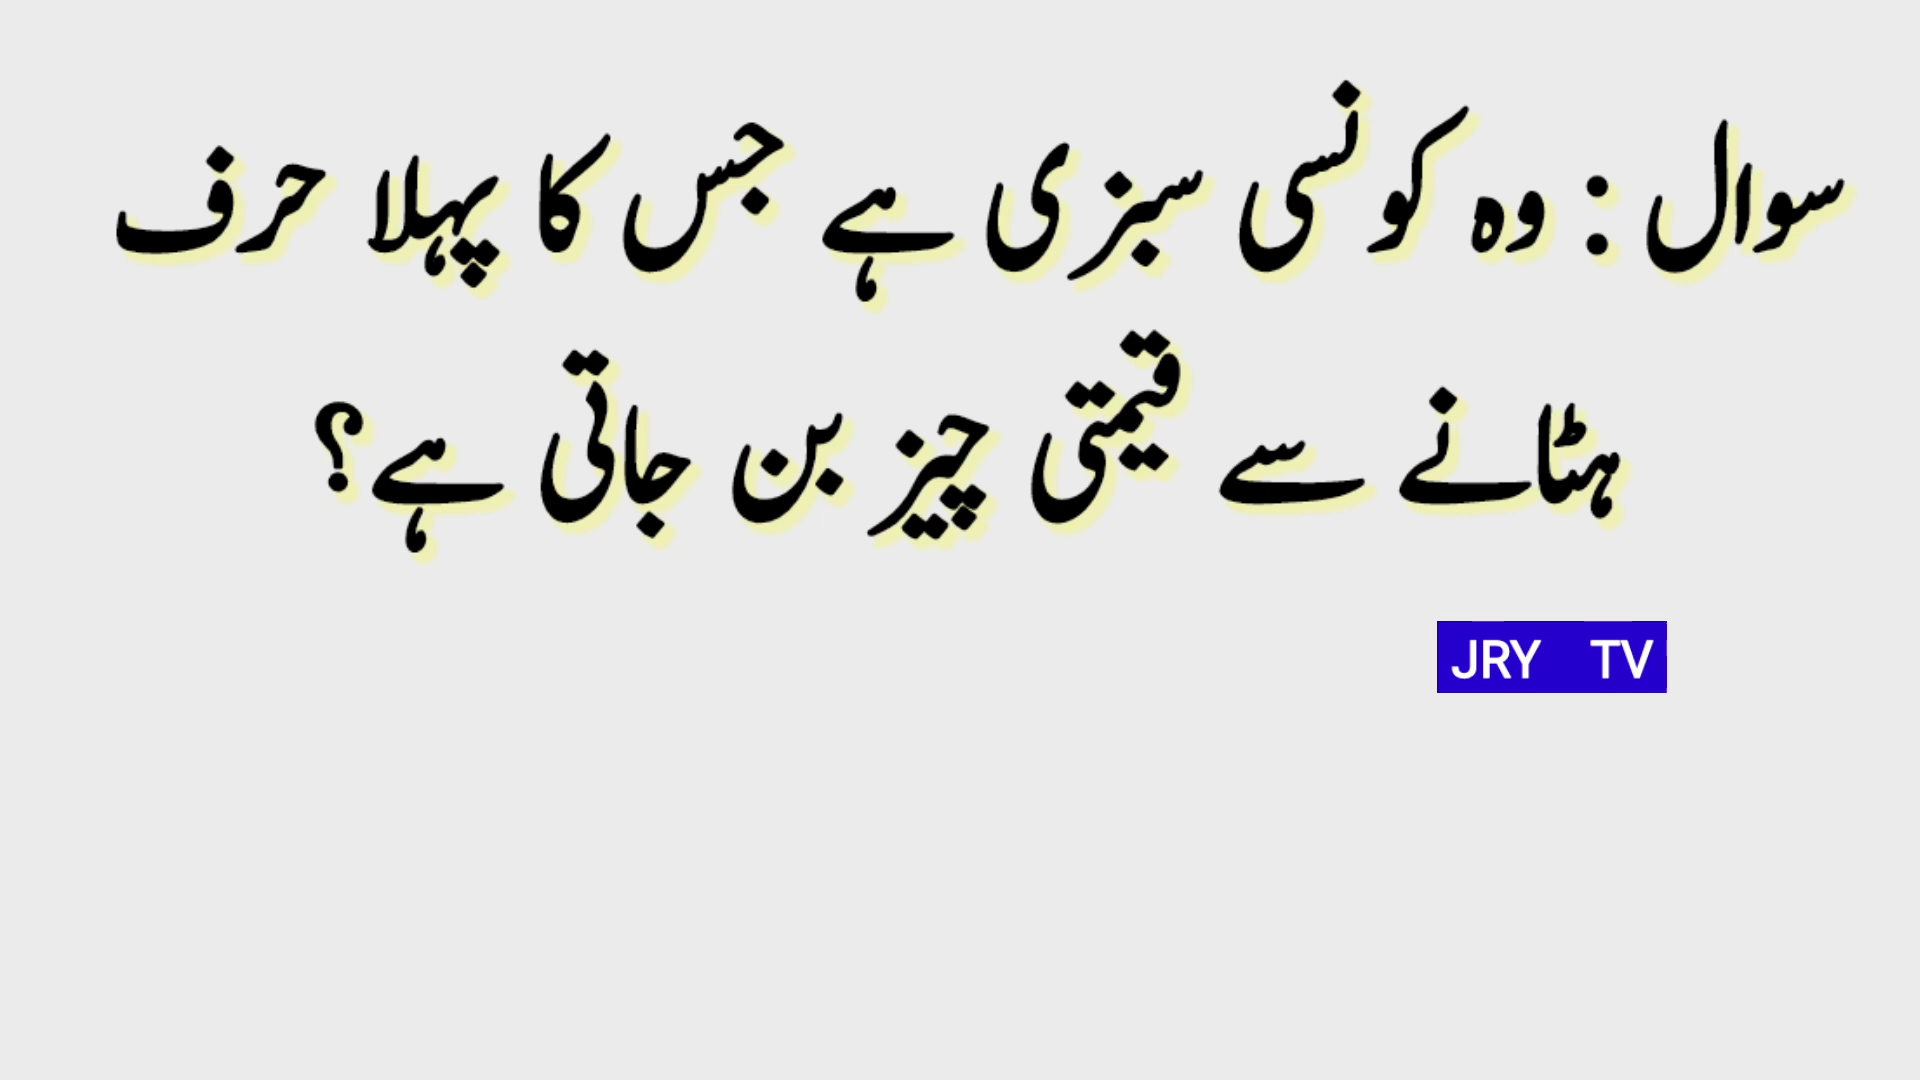 سوال : وہ کونسی سبزی ہے جس کا پہلا حرف
ہٹانے سے قیمتی چیز بن جاتی ہے؟
JRY TV